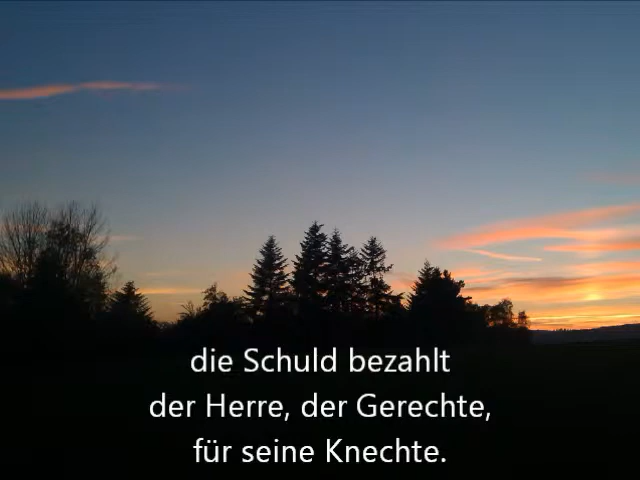 die Schuld bezahlt
der Herre, der Gerechte,
für seine Knechte.